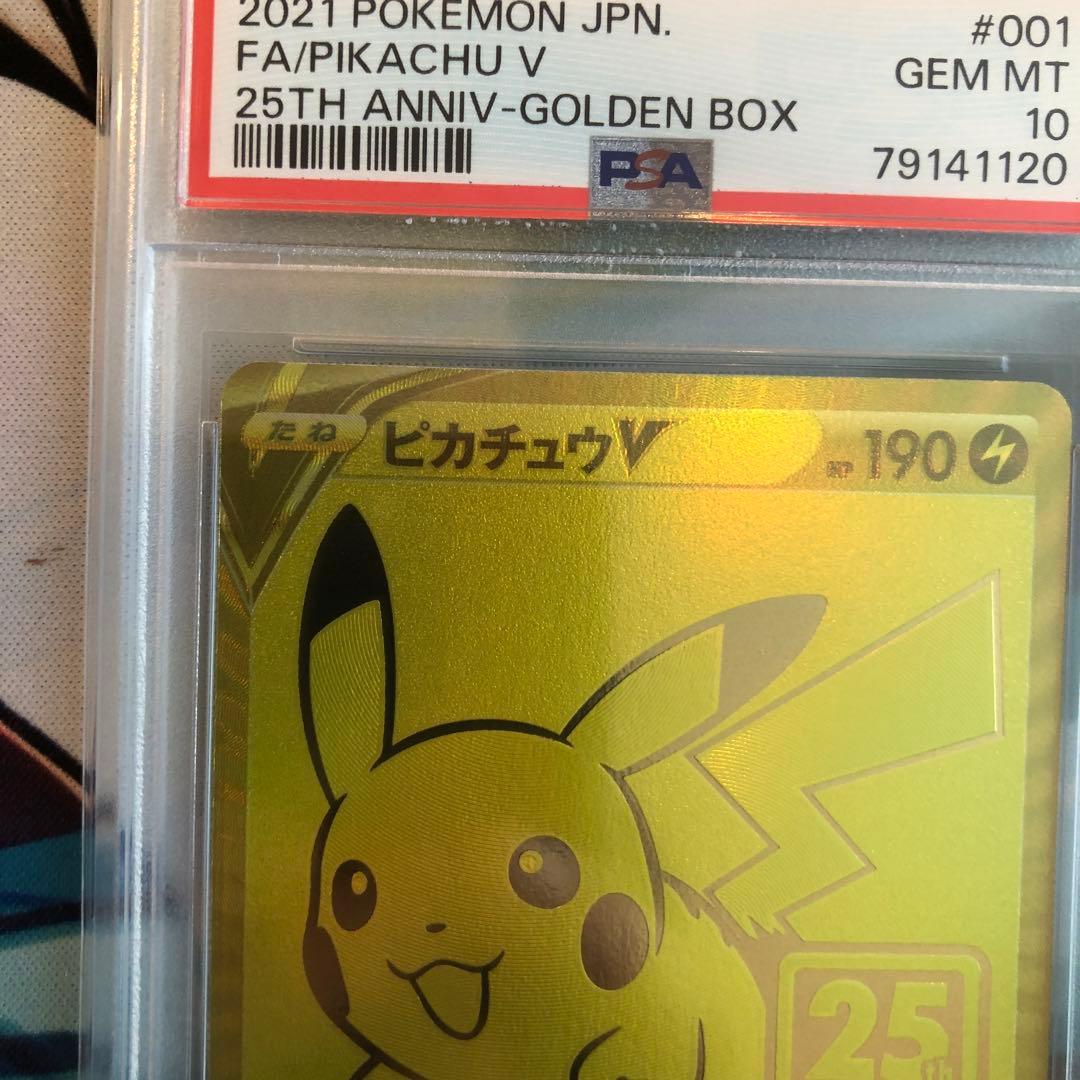 2021 POKEMON JPN. #001
FA/PIKACHU V GEM MT
25TH ANNIV-GOLDEN BOX 10
PSA 79141120
たね ピカチュウV HP 190
25th